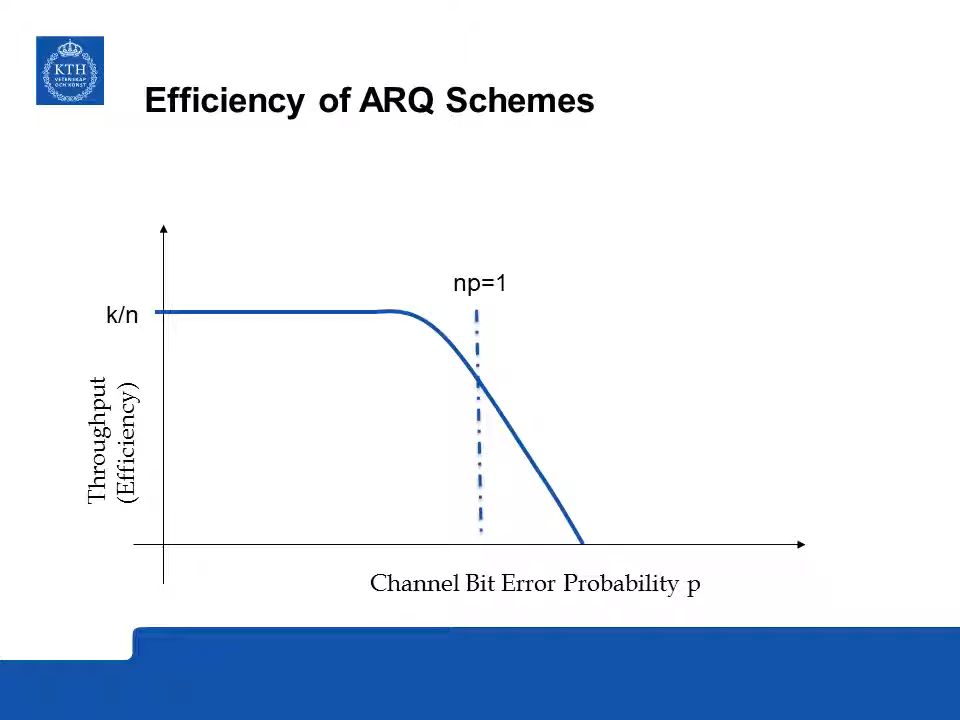 KTH
VETENSKAP
OCH KONST
Efficiency of ARQ Schemes
np=1
k/n
Throughput
(Efficiency)
Channel Bit Error Probability p